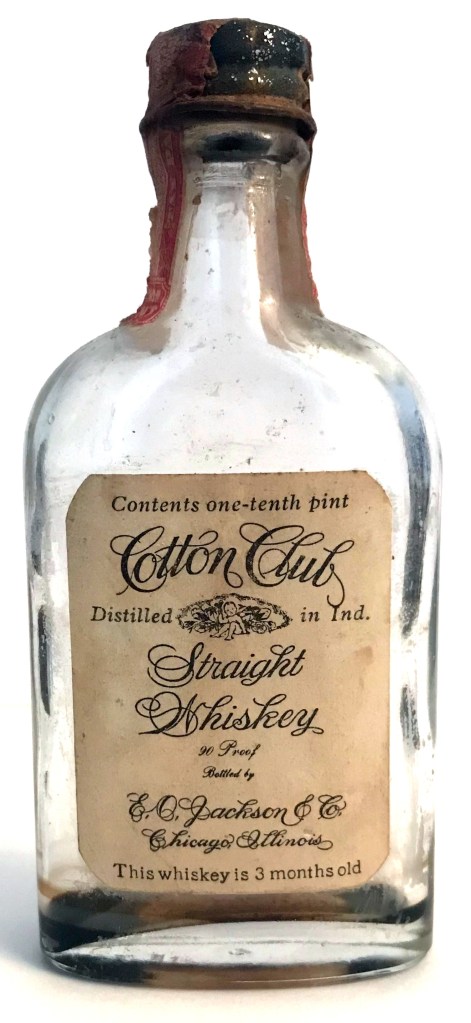 Contents one-tenth pint
Cotton Club
Distilled in Ind.
Straight
Whiskey
90 Proof
Bottled by
E. O. Jackson & C.
Chicago, Illinois
This whiskey is 3 months old